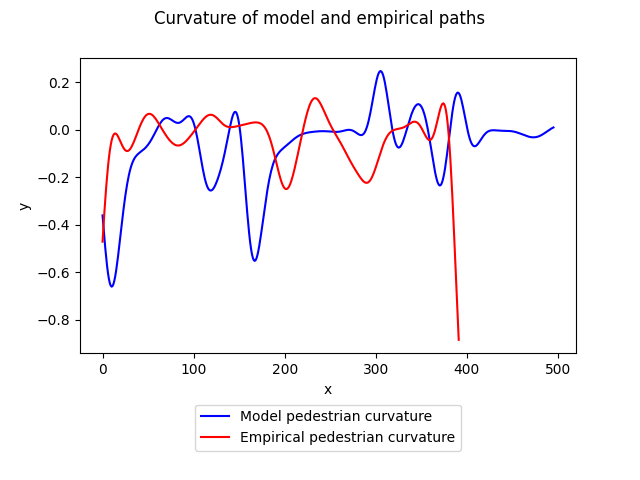 Curvature of model and empirical paths
0.2
0.0
−0.2
−0.4
−0.6
−0.8
y
0 100 200 300 400 500
x
Model pedestrian curvature
Empirical pedestrian curvature